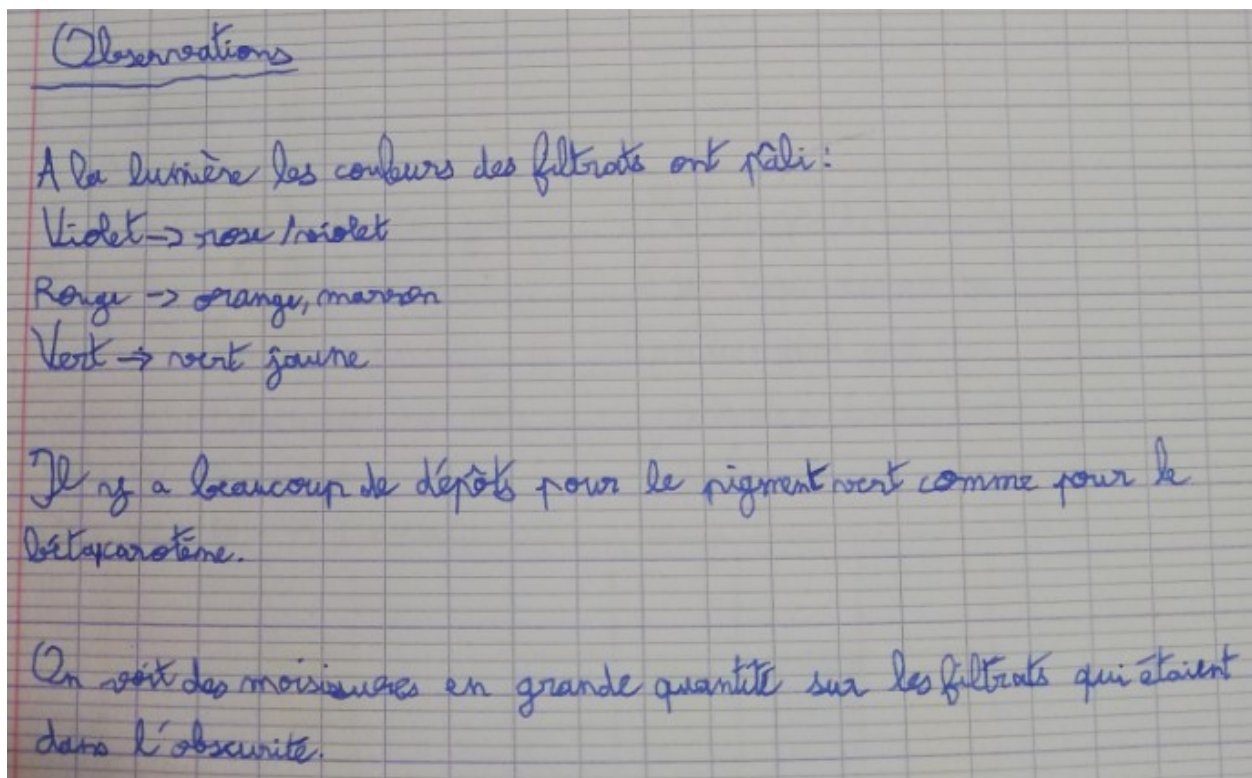 Observations
A la lumière les couleurs des filtrats ont pâli :
Violet → rose / violet
Rouge → orange, marron
Vert → vert jaune
Il y a beaucoup de dépôts pour le pigment vert comme pour le
bétacarotène.
On voit des moisissures en grande quantité sur les filtrats qui étaient
dans l'obscurité.